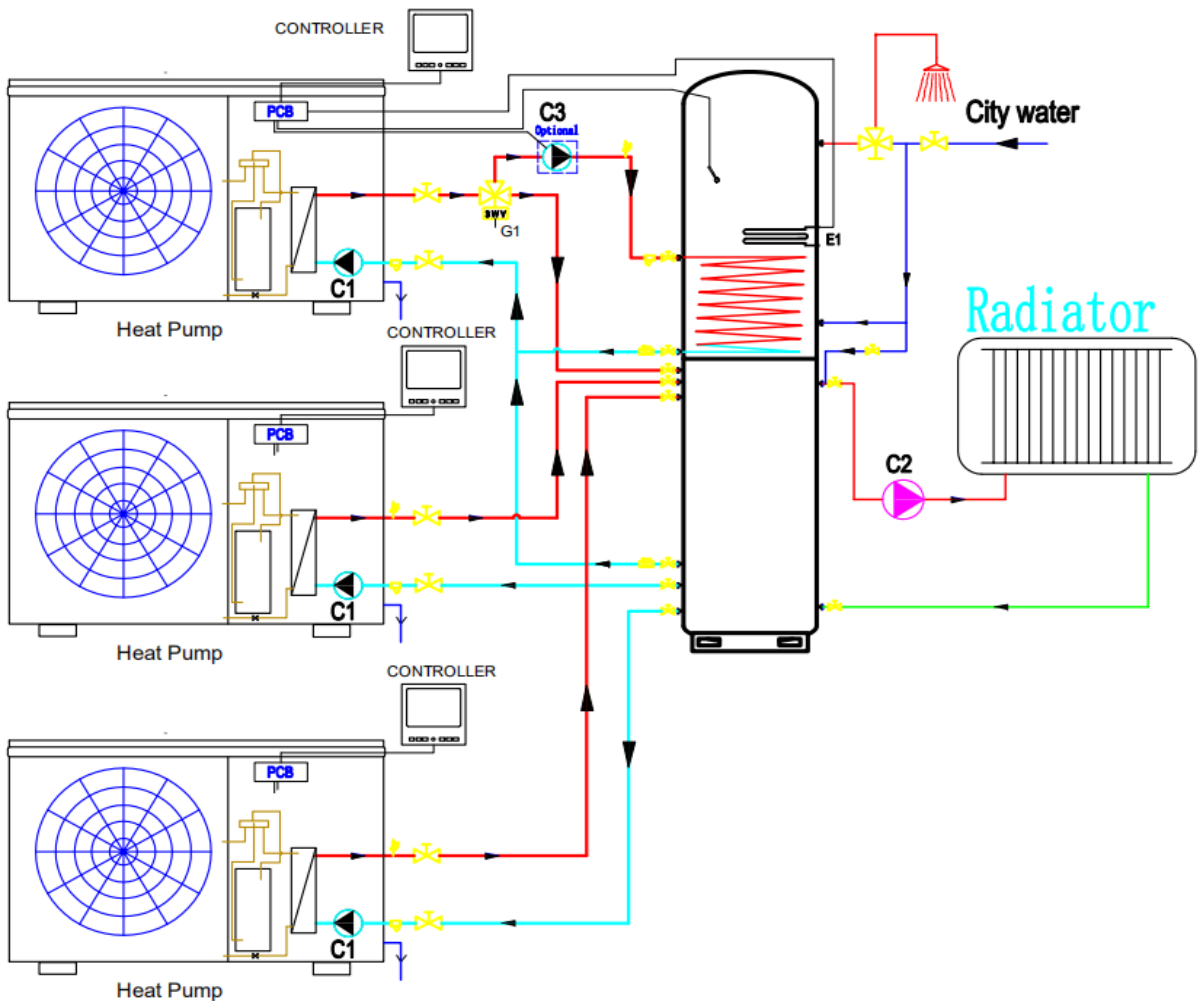 CONTROLLER
PCB
C3
Optional
City water
3WV
G1
E1
C1
Heat Pump
Radiator
CONTROLLER
PCB
C2
C1
Heat Pump
CONTROLLER
PCB
C1
Heat Pump